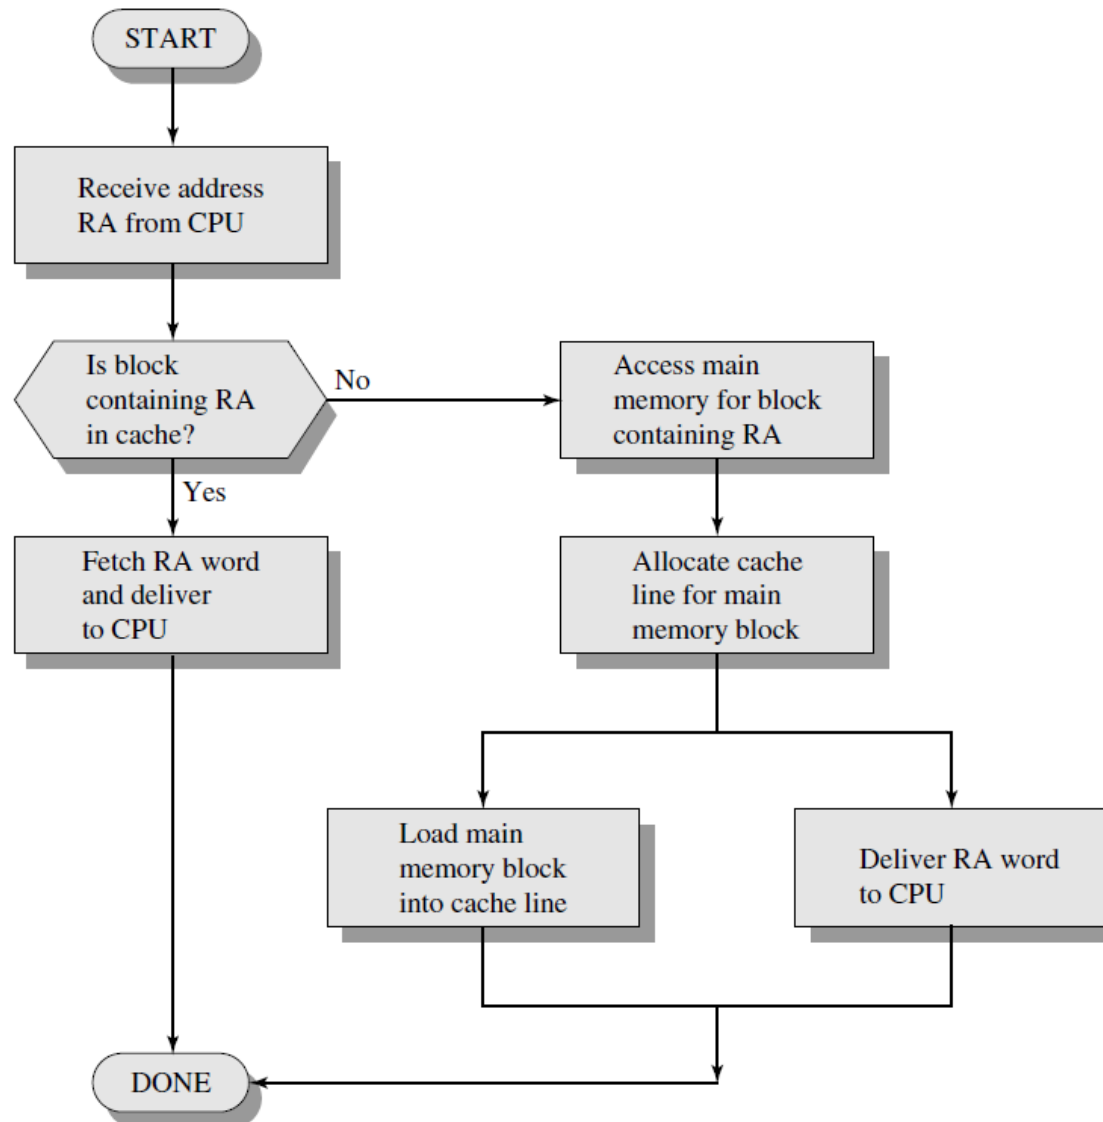 START
Receive address
RA from CPU
Is block
containing RA
in cache?
No
Access main
memory for block
containing RA
Yes
Fetch RA word
and deliver
to CPU
Allocate cache
line for main
memory block
Load main
memory block
into cache line
Deliver RA word
to CPU
DONE